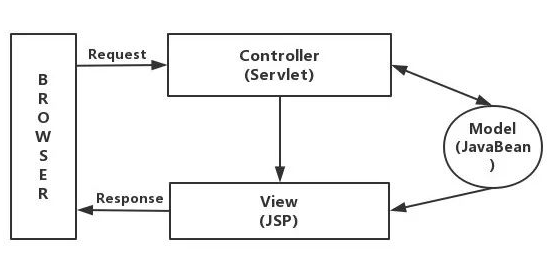 Request
Controller
(Servlet)
B
R
O
W
S
E
R
Model
(JavaBean
)
Response
View
(JSP)